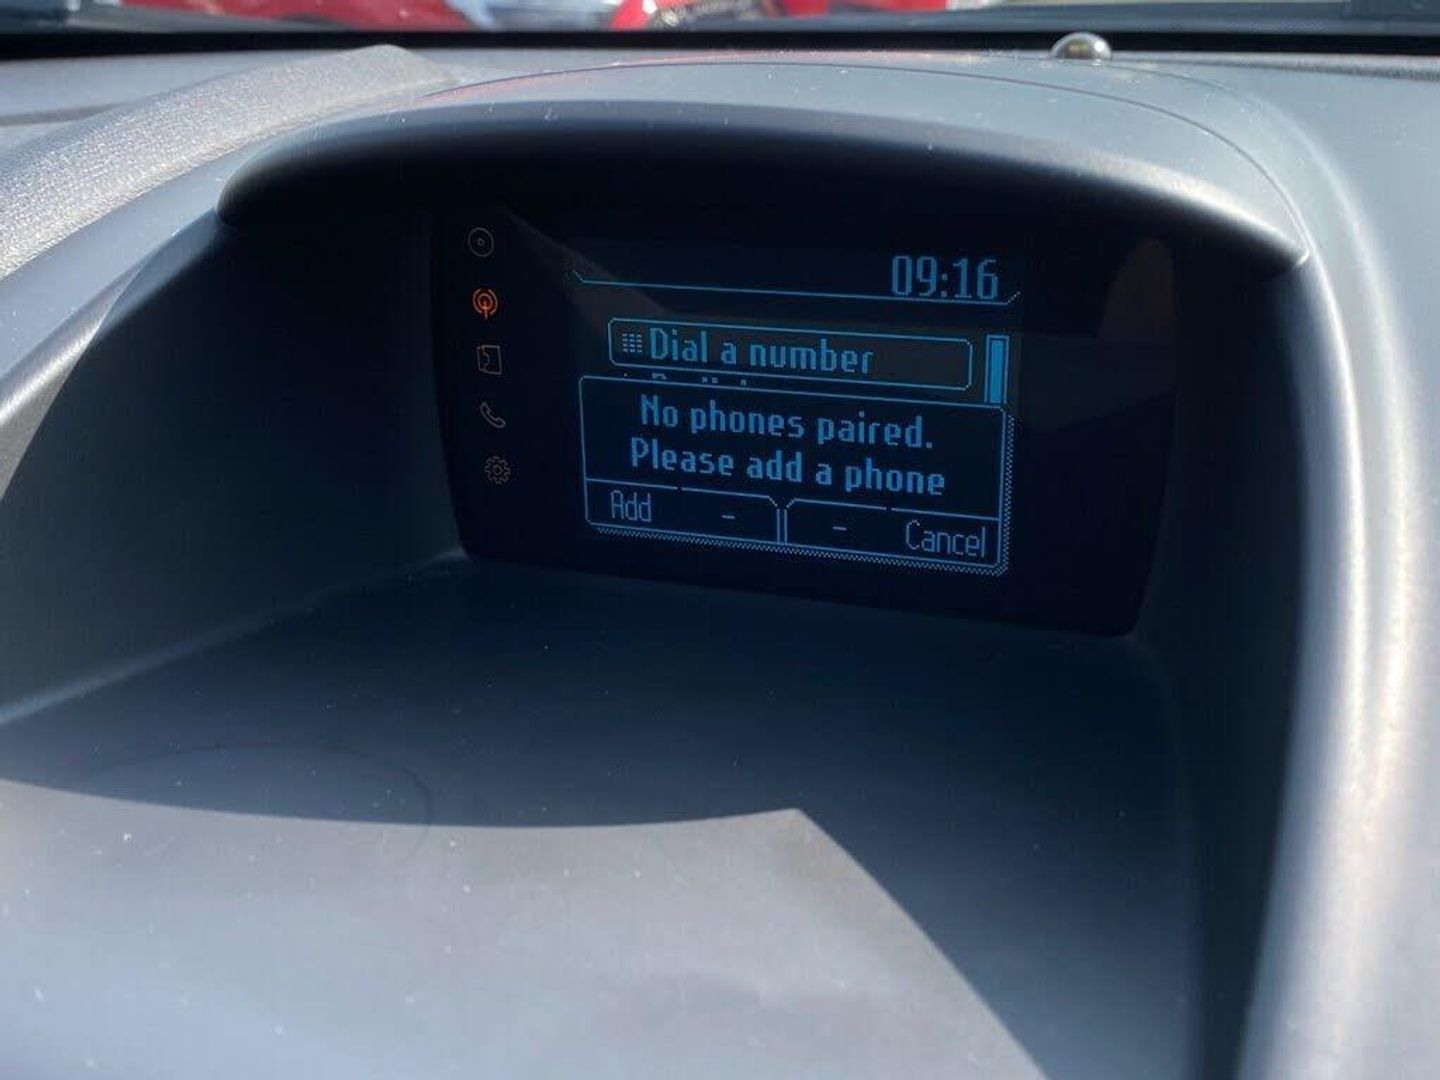 09:16
Dial a number
No phones paired.
Please add a phone
Add - - Cancel